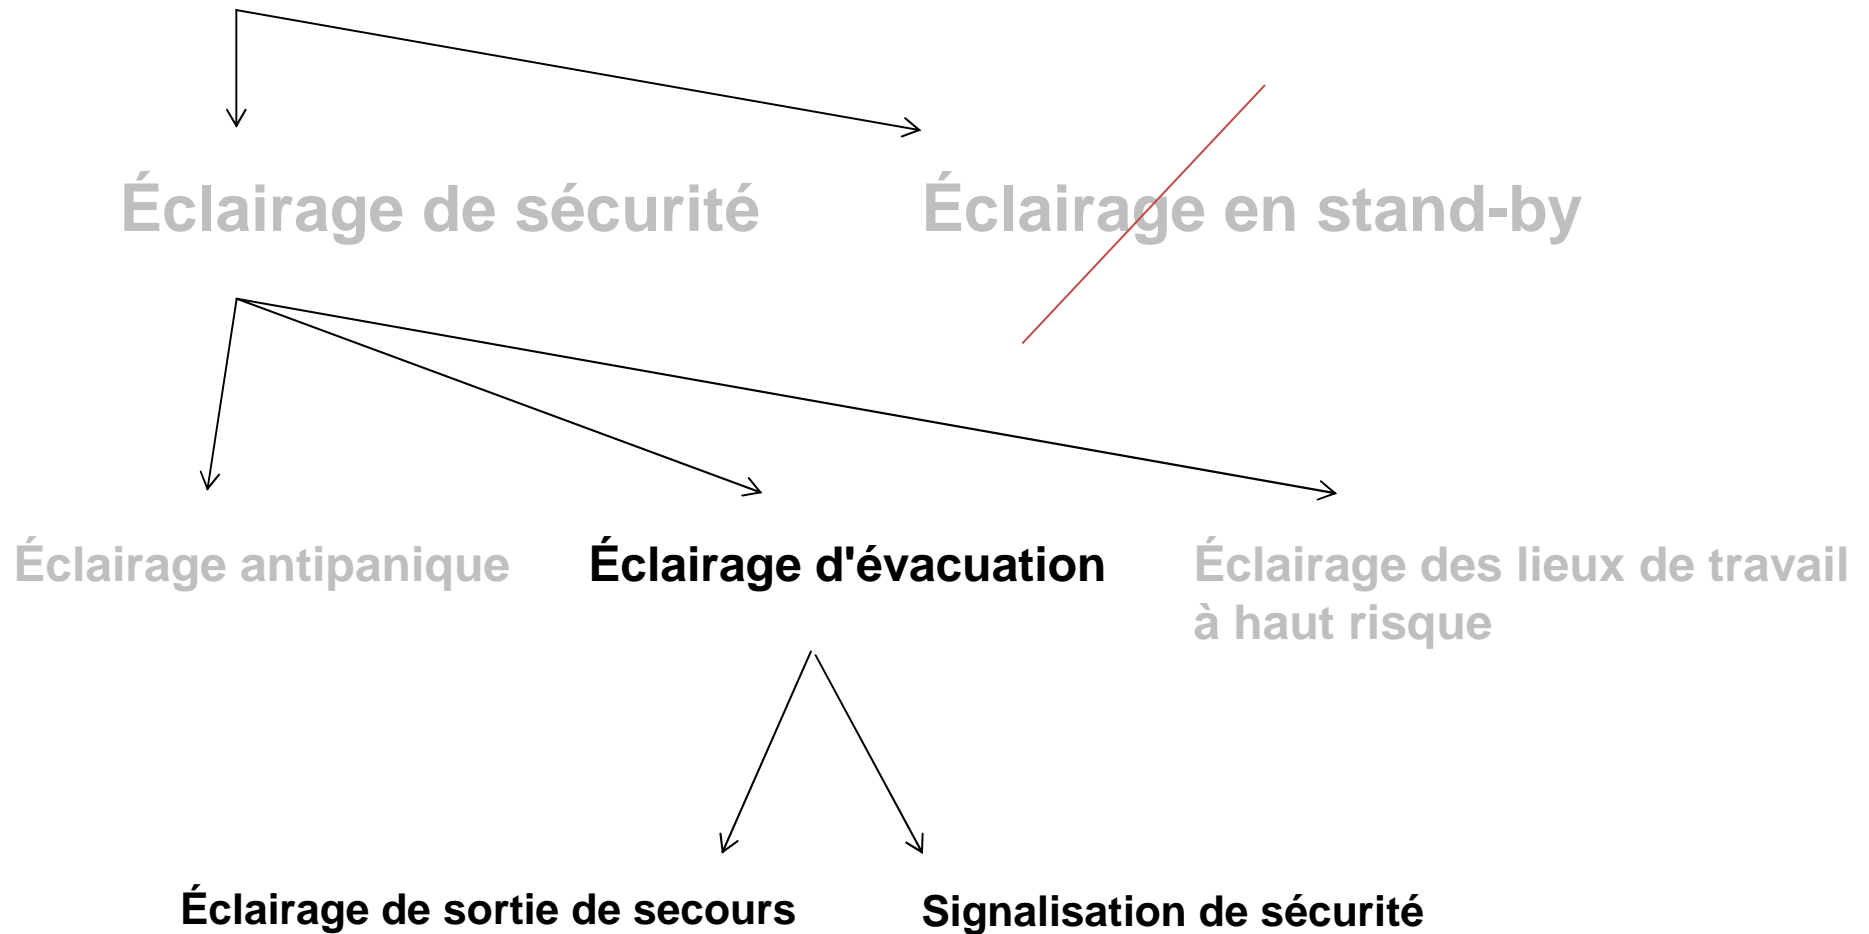 Éclairage de sécurité
Éclairage en stand-by
Éclairage antipanique
Éclairage d'évacuation
Éclairage des lieux de travail
à haut risque
Éclairage de sortie de secours
Signalisation de sécurité